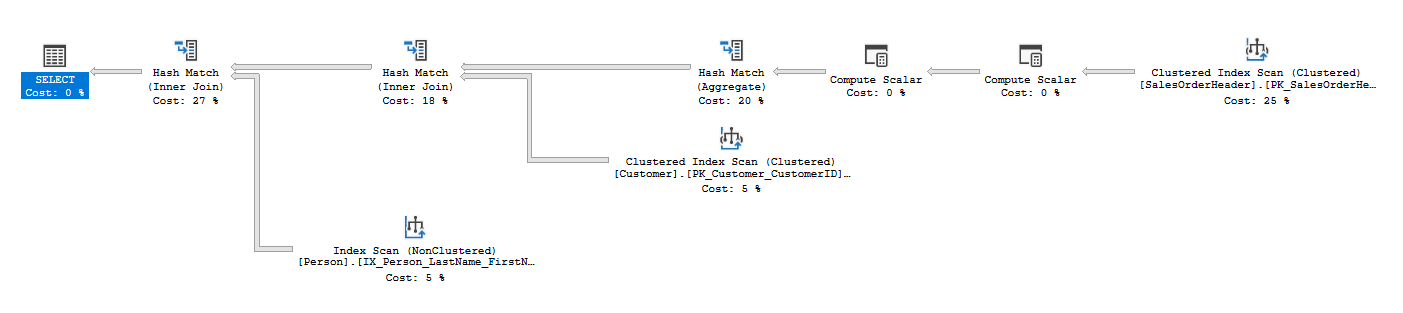 SELECT
Cost: 0 %
Hash Match
(Inner Join)
Cost: 27 %
Hash Match
(Inner Join)
Cost: 18 %
Hash Match
(Aggregate)
Cost: 20 %
Compute Scalar
Cost: 0 %
Compute Scalar
Cost: 0 %
Clustered Index Scan (Clustered)
[SalesOrderHeader].[PK_SalesOrderHe…
Cost: 25 %
Clustered Index Scan (Clustered)
[Customer].[PK_Customer_CustomerID]…
Cost: 5 %
Index Scan (NonClustered)
[Person].[IX_Person_LastName_FirstN…
Cost: 5 %